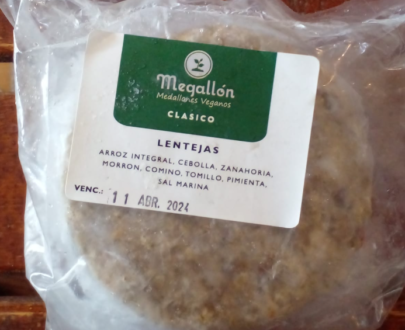 Megallón
Medallones Veganos
CLASICO
LENTEJAS
ARROZ INTEGRAL, CEBOLLA, ZANAHORIA,
MORRON, COMINO, TOMILLO, PIMIENTA,
SAL MARINA
VENC.: 11 ABR. 2024